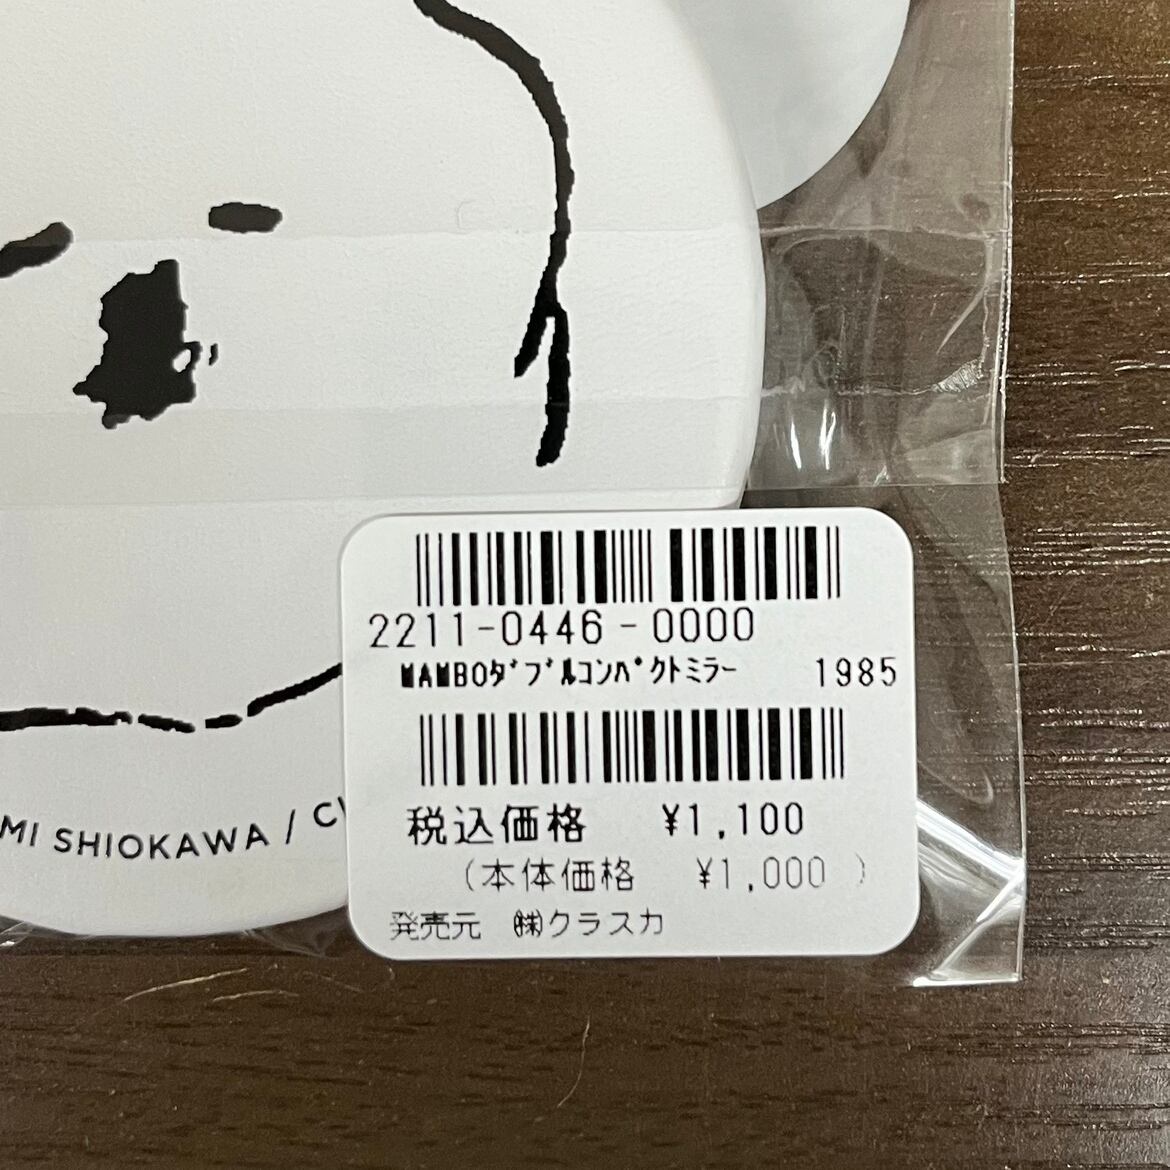 2211-0446-0000
MAMBOダブルコンパクトミラー 1985
MI SHIOKAWA / C
税込価格 ¥1,100
(本体価格 ¥1,000 )
発売元 ㈱クラスカ